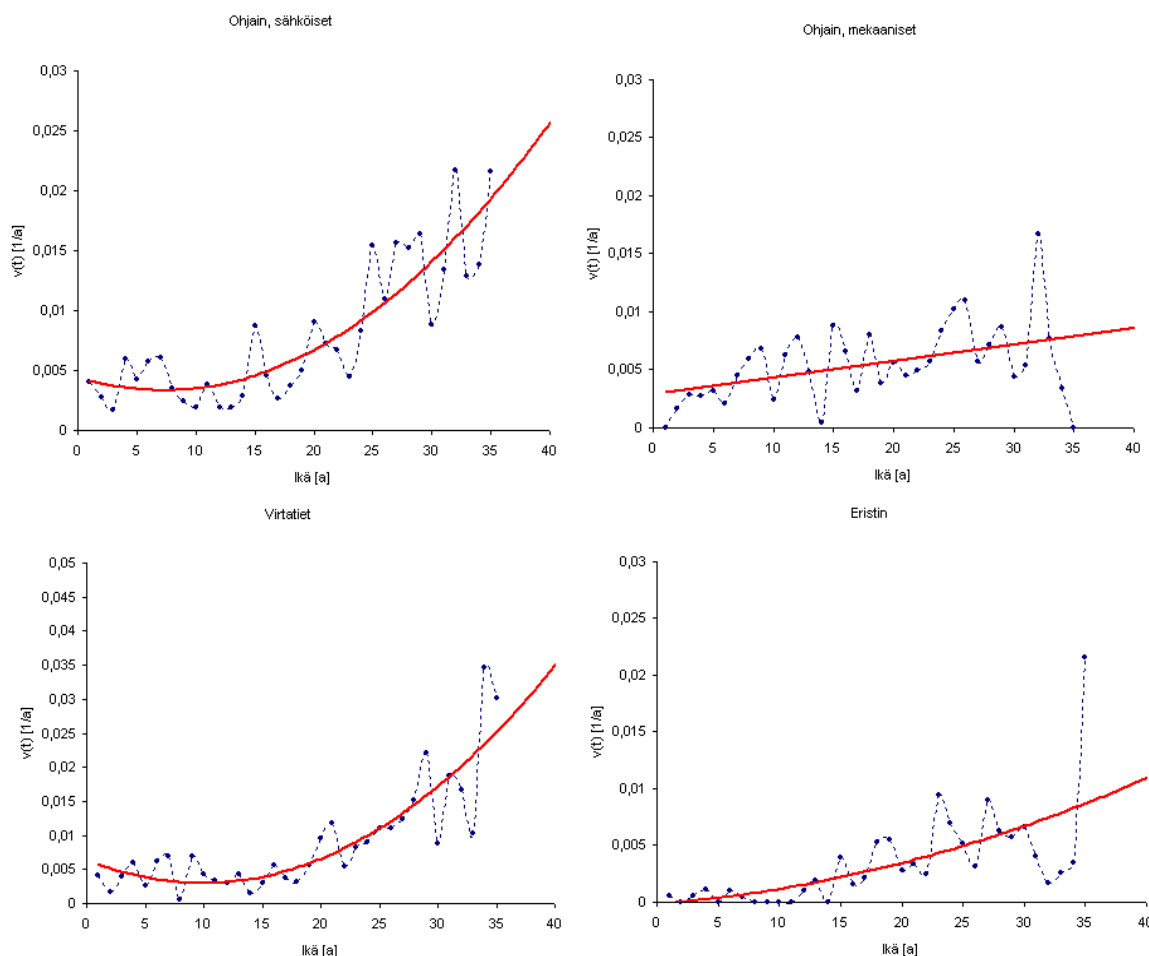 Ohjain, sähköiset
0,03
0,025
0,02
0,015
0,01
0,005
0
v(t) [1/a]
0 5 10 15 20 25 30 35 40
Ikä [a]
Ohjain, mekaaniset
0,03
0,025
0,02
0,015
0,01
0,005
0
v(t) [1/a]
0 5 10 15 20 25 30 35 40
Ikä [a]
Virtatiet
0,05
0,045
0,04
0,035
0,03
0,025
0,02
0,015
0,01
0,005
0
v(t) [1/a]
0 5 10 15 20 25 30 35 40
Ikä [a]
Eristin
0,03
0,025
0,02
0,015
0,01
0,005
0
v(t) [1/a]
0 5 10 15 20 25 30 35 40
Ikä [a]